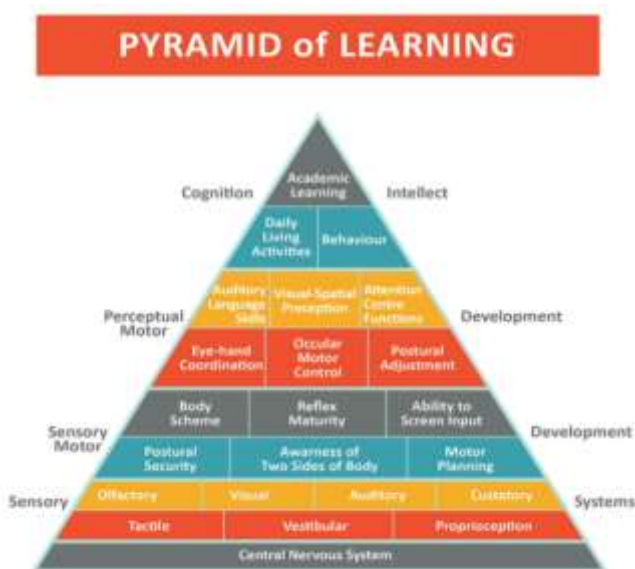 PYRAMID of LEARNING
Academic
Learning
Cognition
Intellect
Daily
Living
Activities
Behaviour
Auditory
Language
Skills
Visual-Spatial
Preception
Attention
Centre
Functions
Perceptual
Motor
Development
Eye-hand
Coordination
Occular
Motor
Control
Postural
Adjustment
Body
Scheme
Reflex
Maturity
Ability to
Screen Input
Sensory
Motor
Development
Postural
Security
Awarness of
Two Sides of Body
Motor
Planning
Sensory
Olfactory
Visual
Auditory
Custotory
Systems
Tactile
Vestibular
Proprioception
Central Nervous System